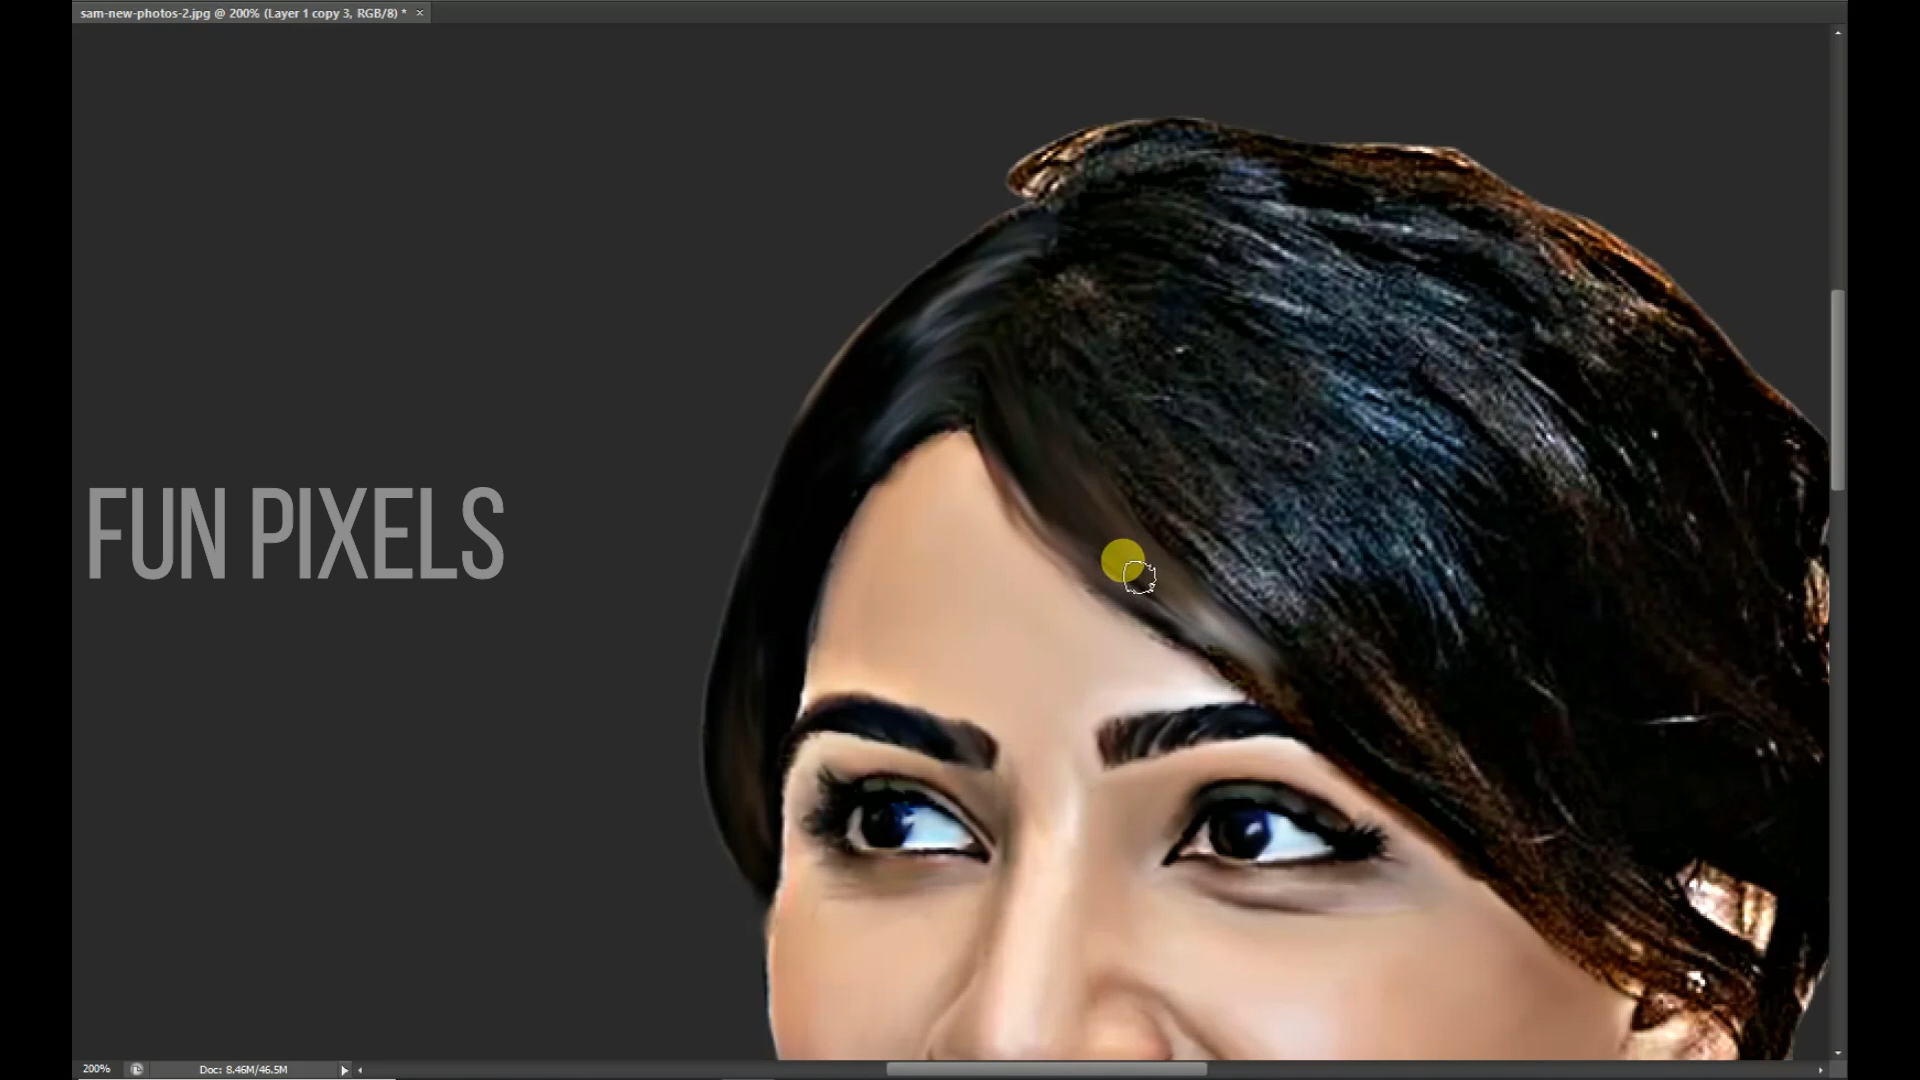 sam-new-photos-2.jpg @ 200% (Layer 1 copy 3, RGB/8) * ×
FUN PIXELS
200% Doc: 8.46M/46.5M